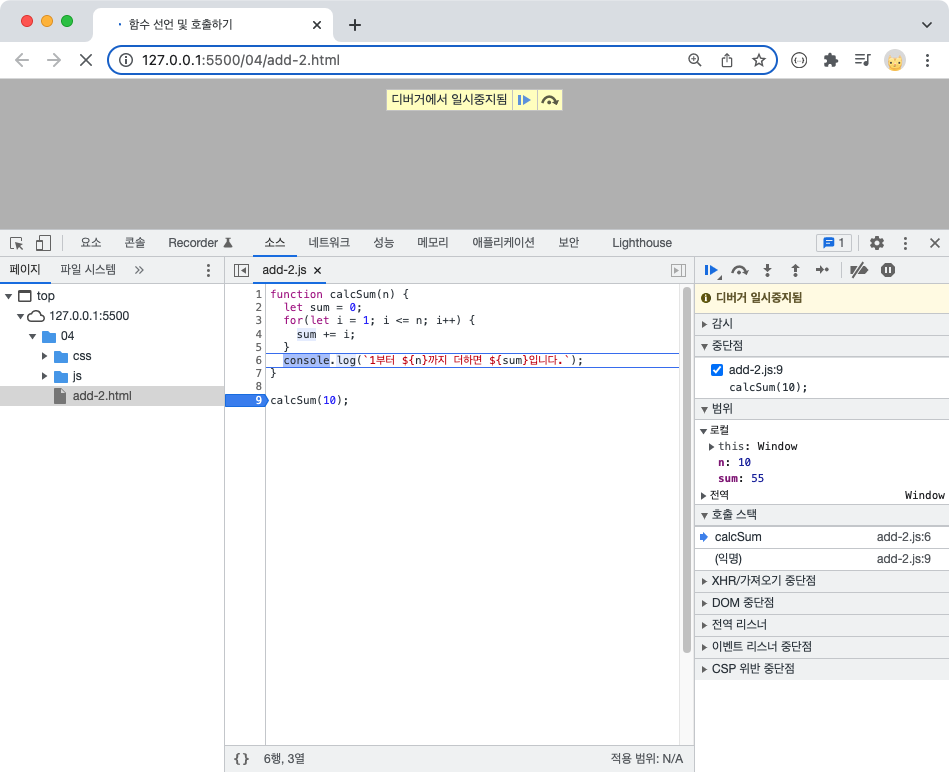 함수 선언 및 호출하기
127.0.0.1:5500/04/add-2.html
디버거에서 일시중지됨
요소 콘솔 Recorder 소스 네트워크 성능 메모리 애플리케이션 보안 Lighthouse 1
페이지 파일 시스템 »
top
127.0.0.1:5500
04
css
js
add-2.html
add-2.js
1 function calcSum(n) {
2 let sum = 0;
3 for(let i = 1; i <= n; i++) {
4 sum += i;
5 }
6 console.log(`1부터 ${n}까지 더하면 ${sum}입니다.`);
7 }
8
9 calcSum(10);
{ } 6행, 3열 적용 범위: N/A
디버거 일시중지됨
감시
중단점
add-2.js:9
calcSum(10);
범위
로컬
this: Window
n: 10
sum: 55
전역 Window
호출 스택
calcSum add-2.js:6
(익명) add-2.js:9
XHR/가져오기 중단점
DOM 중단점
전역 리스너
이벤트 리스너 중단점
CSP 위반 중단점